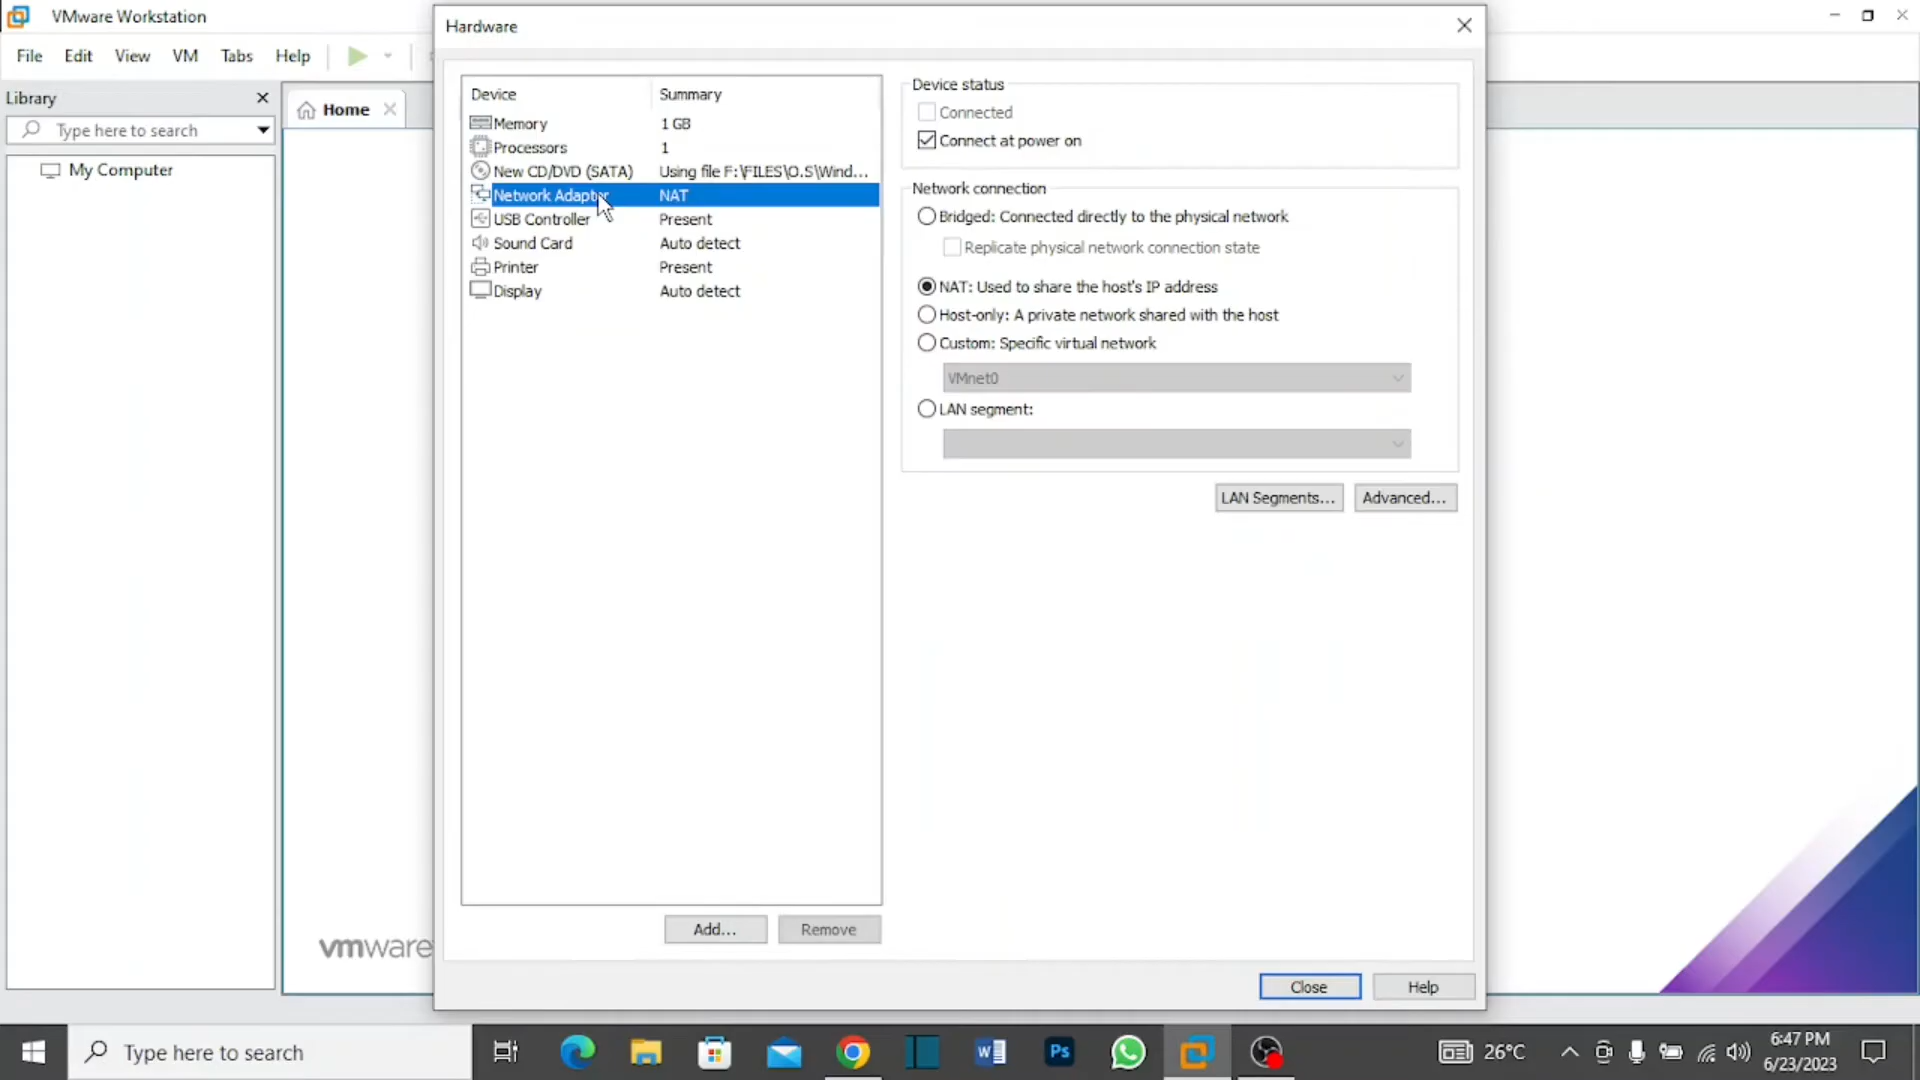 VMware Workstation
File Edit View VM Tabs Help
Library
Type here to search
My Computer
Home
vmware
Hardware
Device Summary
Memory 1 GB
Processors 1
New CD/DVD (SATA) Using file F:\FILES\O.S\Wind...
Network Adapter NAT
USB Controller Present
Sound Card Auto detect
Printer Present
Display Auto detect
Add... Remove
Device status
Connected
Connect at power on
Network connection
Bridged: Connected directly to the physical network
Replicate physical network connection state
NAT: Used to share the host's IP address
Host-only: A private network shared with the host
Custom: Specific virtual network
VMnet0
LAN segment:
LAN Segments... Advanced...
Close Help
Type here to search
W
Ps
26°C
6:47 PM
6/23/2023